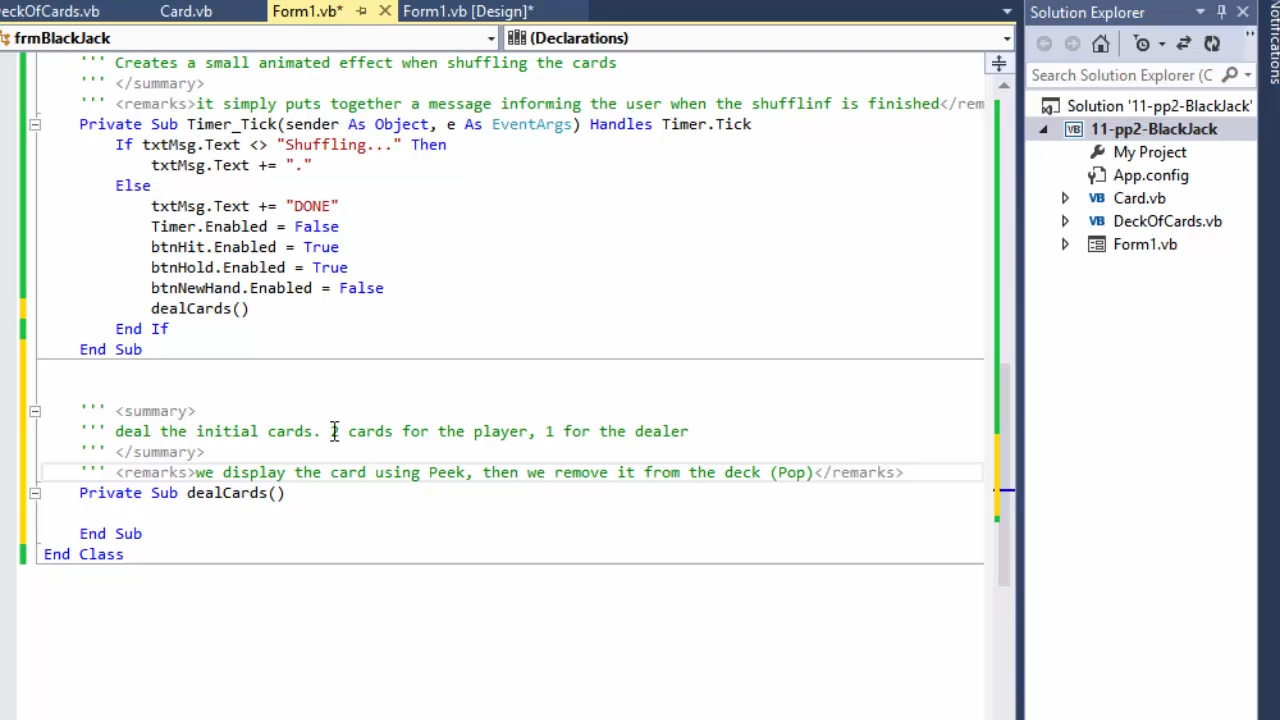 DeckOfCards.vb
Card.vb
Form1.vb*
Form1.vb [Design]*
Solution Explorer
Notifications
frmBlackJack
(Declarations)
Search Solution Explorer (C
''' Creates a small animated effect when shuffling the cards
''' </summary>
''' <remarks>it simply puts together a message informing the user when the shufflinf is finished</rem
Private Sub Timer_Tick(sender As Object, e As EventArgs) Handles Timer.Tick
If txtMsg.Text <> "Shuffling..." Then
txtMsg.Text += "."
Else
txtMsg.Text += "DONE"
Timer.Enabled = False
btnHit.Enabled = True
btnHold.Enabled = True
btnNewHand.Enabled = False
dealCards()
End If
End Sub
''' <summary>
''' deal the initial cards. 2 cards for the player, 1 for the dealer
''' </summary>
''' <remarks>we display the card using Peek, then we remove it from the deck (Pop)</remarks>
Private Sub dealCards()
End Sub
End Class
Solution '11-pp2-BlackJack'
VB 11-pp2-BlackJack
My Project
App.config
VB Card.vb
VB DeckOfCards.vb
Form1.vb